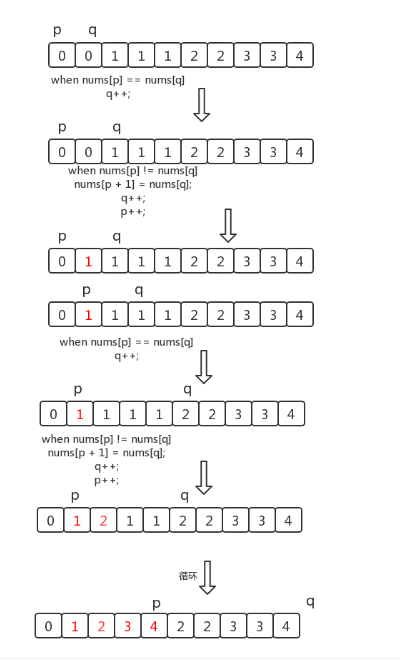 p q
0 0 1 1 1 2 2 3 3 4
when nums[p] == nums[q]
q++;
p q
0 0 1 1 1 2 2 3 3 4
when nums[p] != nums[q]
nums[p + 1] = nums[q];
q++;
p++;
p q
0 1 1 1 1 2 2 3 3 4
p q
0 1 1 1 1 2 2 3 3 4
when nums[p] == nums[q]
q++;
p q
0 1 1 1 1 2 2 3 3 4
when nums[p] != nums[q]
nums[p + 1] = nums[q];
q++;
p++;
p q
0 1 2 1 1 2 2 3 3 4
循环
p q
0 1 2 3 4 2 2 3 3 4